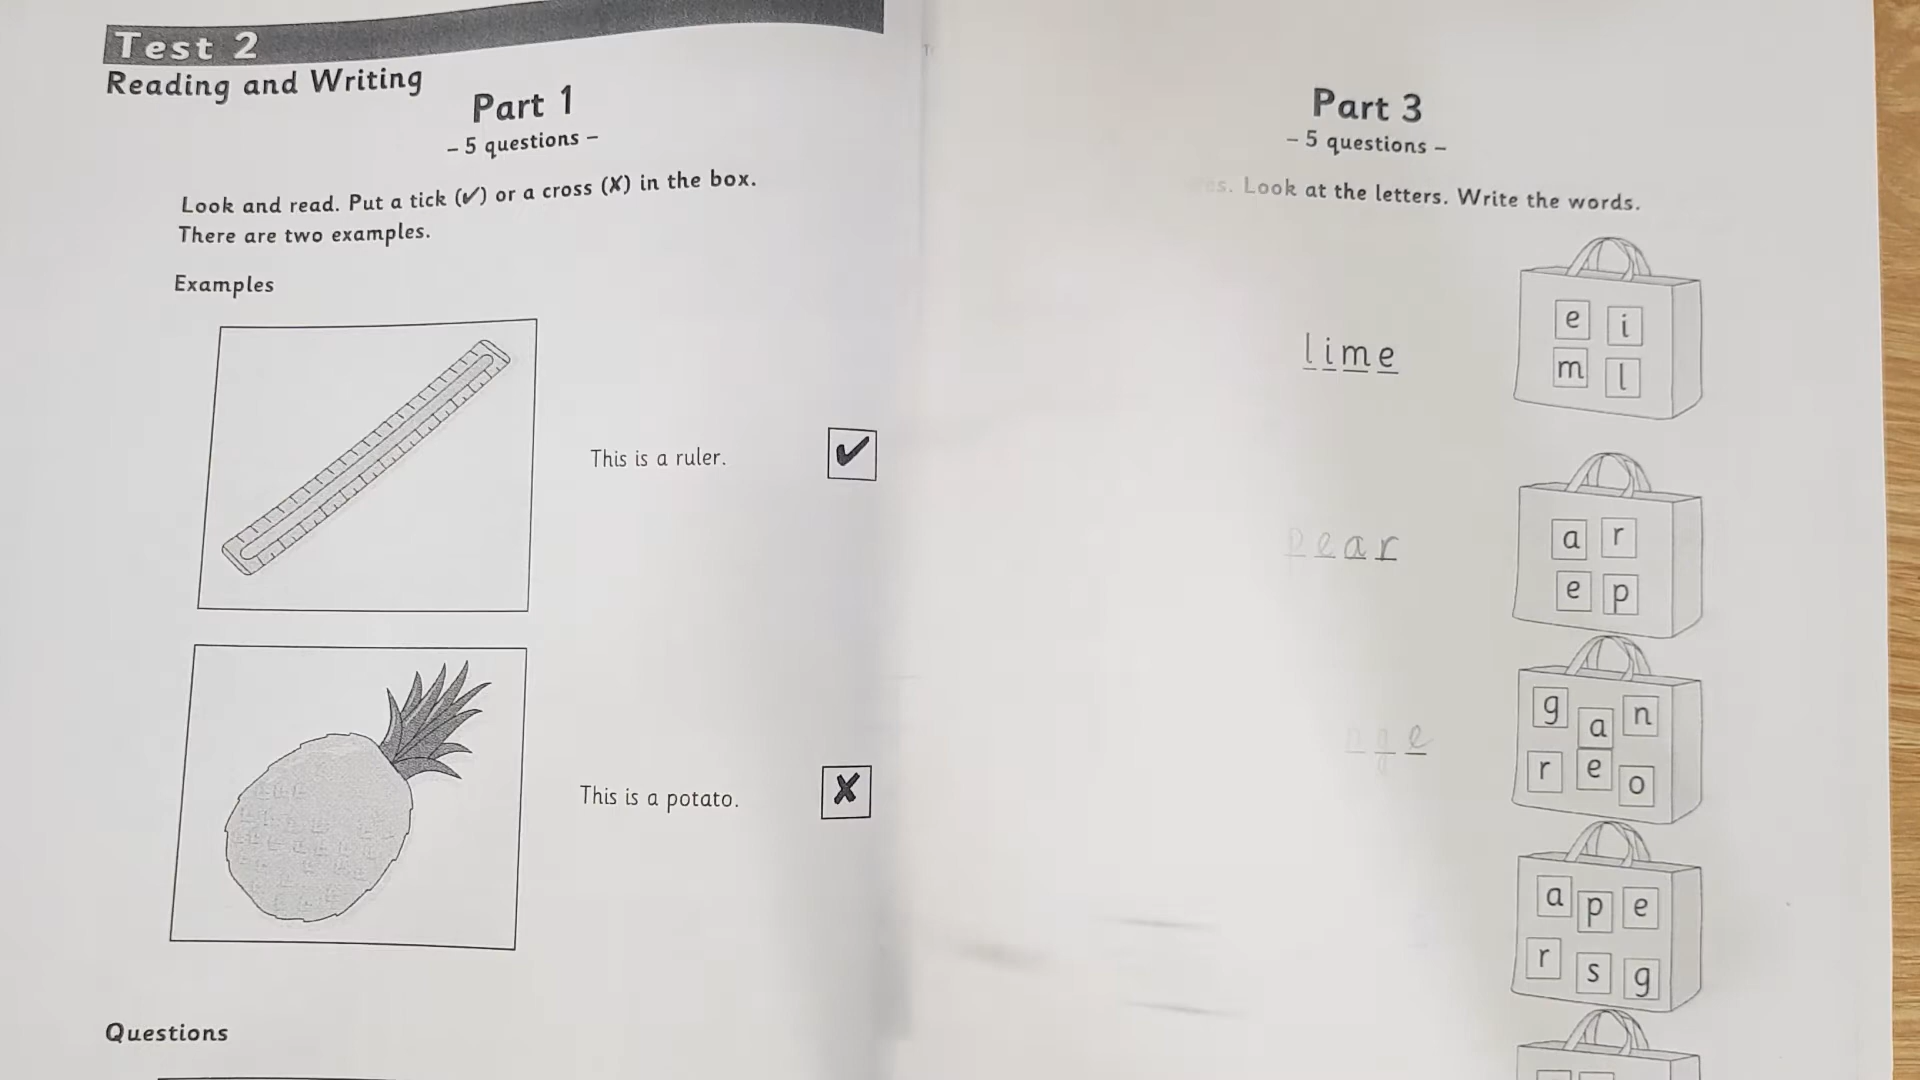 Test 2
Reading and Writing
Part 1
– 5 questions –
Look and read. Put a tick (✔) or a cross (✘) in the box.
There are two examples.
Examples
This is a ruler.
✔
This is a potato.
✘
Questions
Part 3
– 5 questions –
Look at the letters. Write the words.
lime
e i
m l
pear
a r
e p
g e
g a n
r e o
a p e
r s g